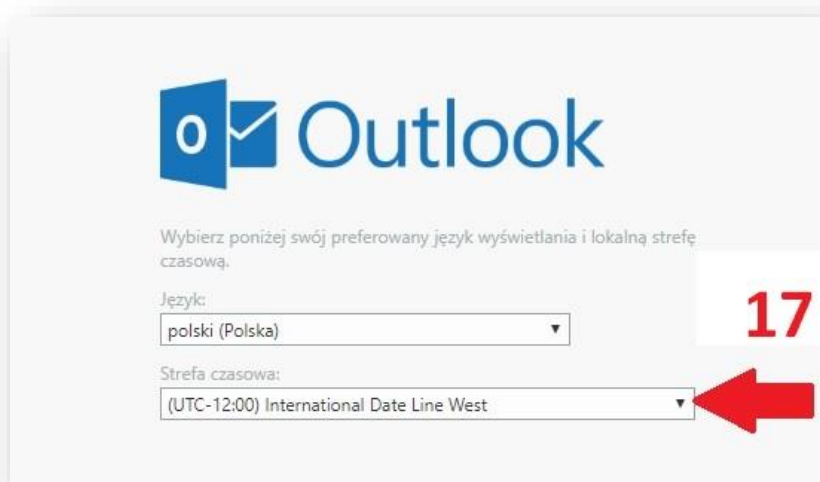 Outlook
Wybierz poniżej swój preferowany język wyświetlania i lokalną strefę
czasową.
Język:
polski (Polska)
17
Strefa czasowa:
(UTC-12:00) International Date Line West